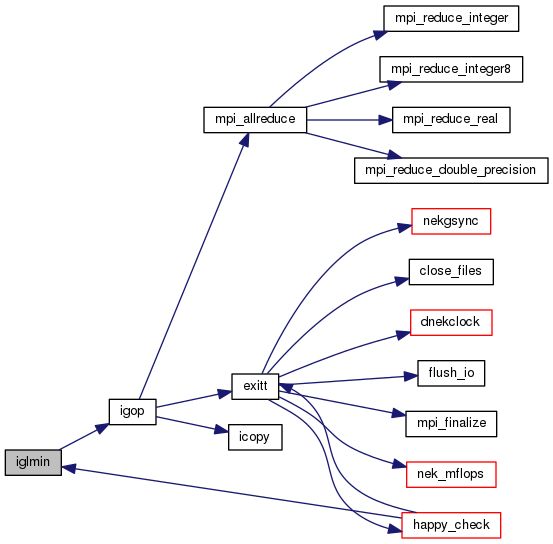 mpi_reduce_integer
mpi_reduce_integer8
mpi_allreduce
mpi_reduce_real
mpi_reduce_double_precision
nekgsync
close_files
dnekclock
flush_io
exitt
igop
mpi_finalize
icopy
iglmin
nek_mflops
happy_check